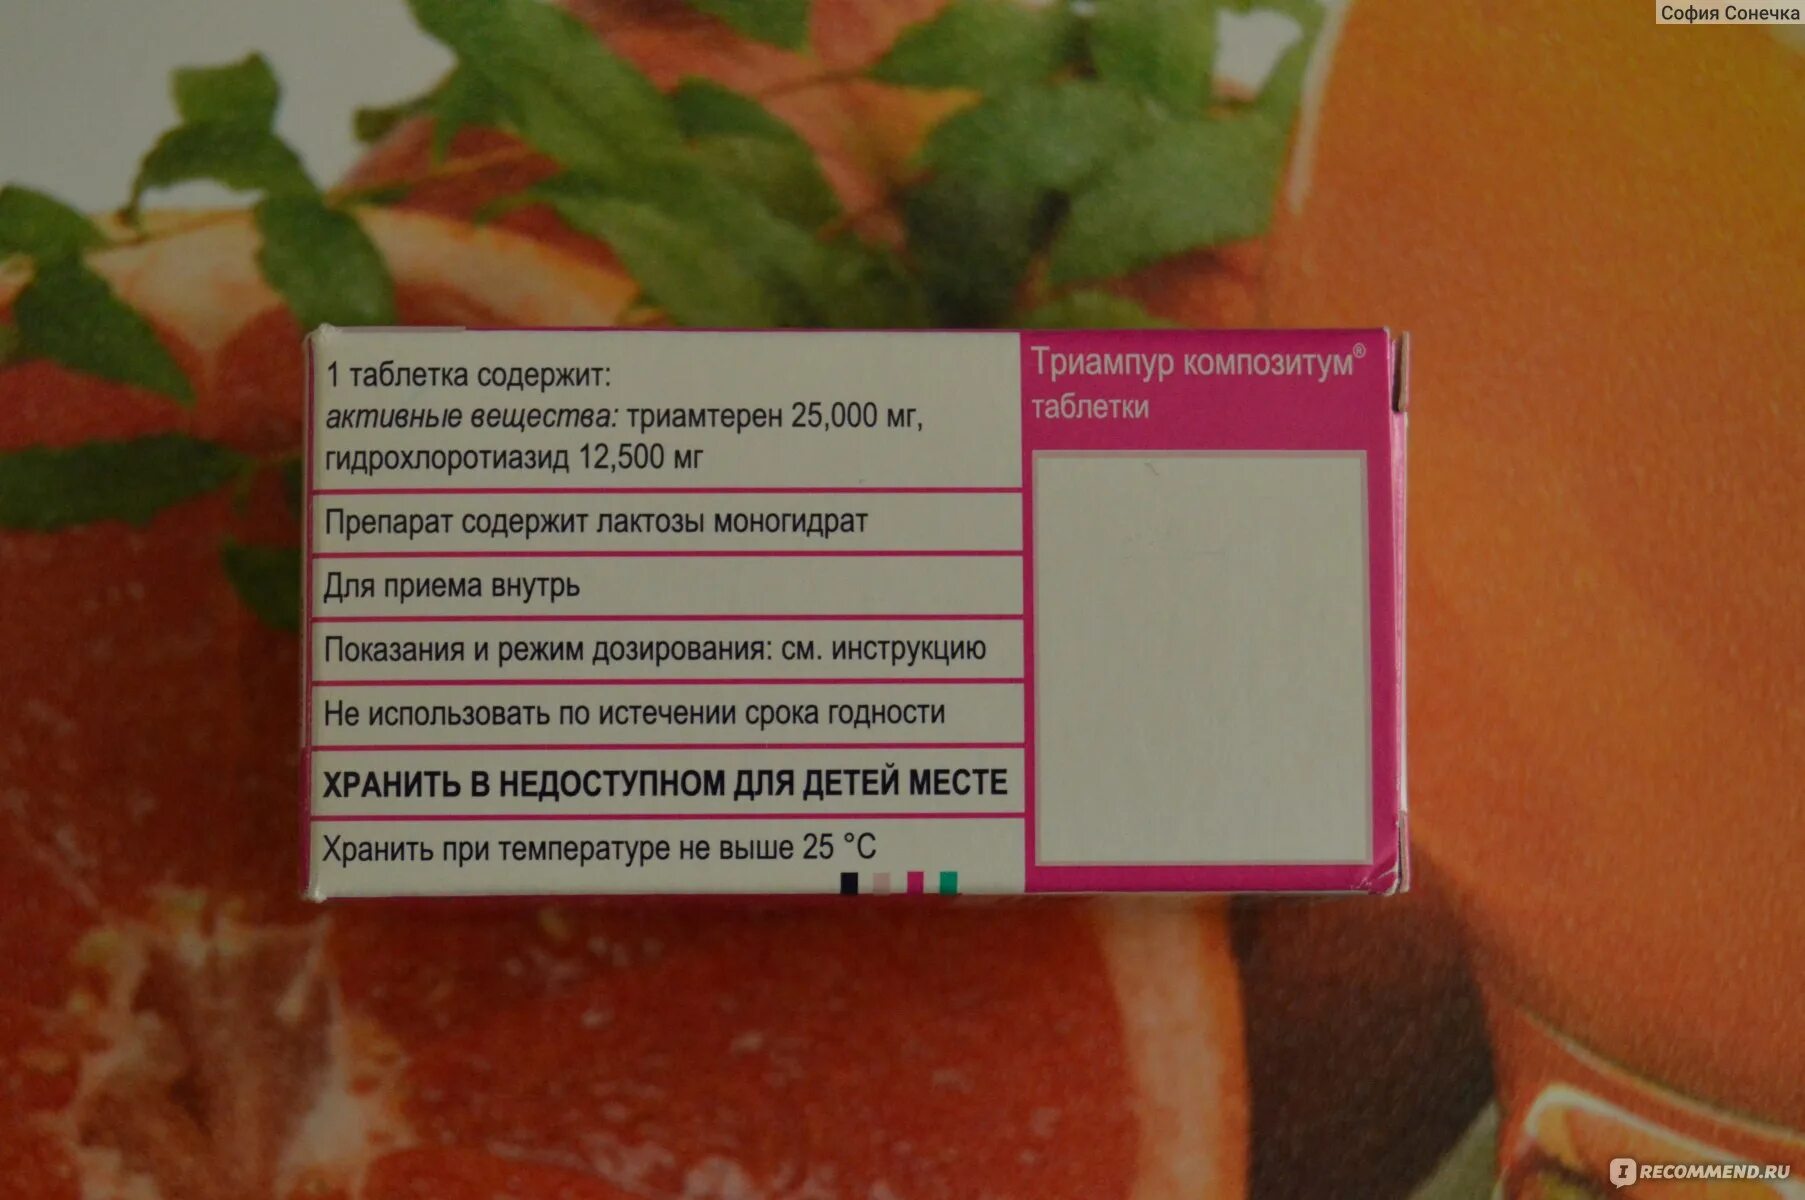 София Сонечка
1 таблетка содержит:
активные вещества: триамтерен 25,000 мг,
гидрохлоротиазид 12,500 мг
Препарат содержит лактозы моногидрат
Для приема внутрь
Показания и режим дозирования: см. инструкцию
Не использовать по истечении срока годности
ХРАНИТЬ В НЕДОСТУПНОМ ДЛЯ ДЕТЕЙ МЕСТЕ
Хранить при температуре не выше 25 °C
Триампур композитум®
таблетки
IRECOMMEND.RU